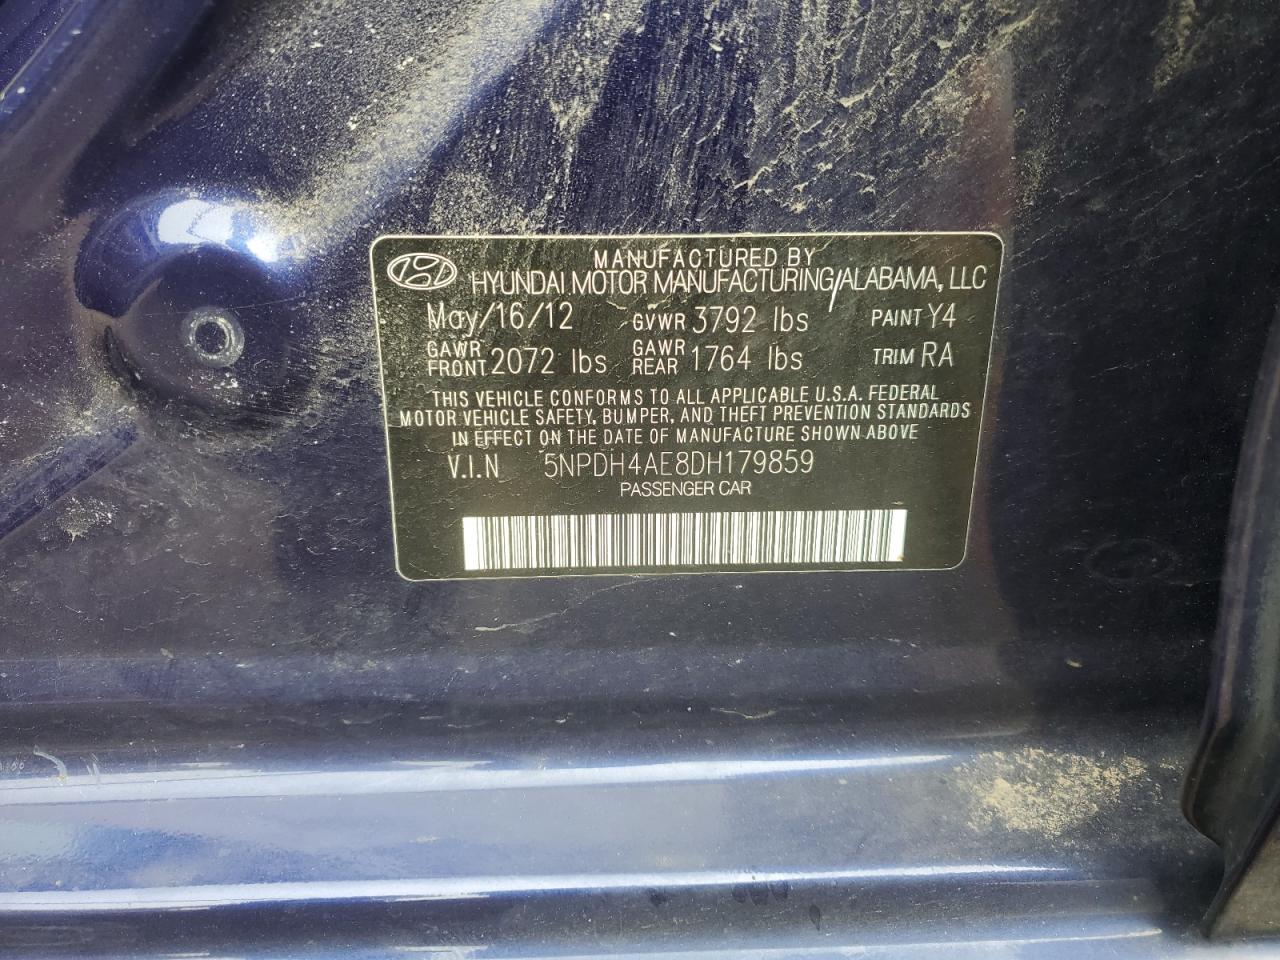 MANUFACTURED BY
HYUNDAI MOTOR MANUFACTURING/ALABAMA, LLC
May/16/12 GVWR 3792 lbs PAINT Y4
GAWR FRONT 2072 lbs GAWR REAR 1764 lbs TRIM RA
THIS VEHICLE CONFORMS TO ALL APPLICABLE U.S.A. FEDERAL
MOTOR VEHICLE SAFETY, BUMPER, AND THEFT PREVENTION STANDARDS
IN EFFECT ON THE DATE OF MANUFACTURE SHOWN ABOVE
V.I.N 5NPDH4AE8DH179859
PASSENGER CAR